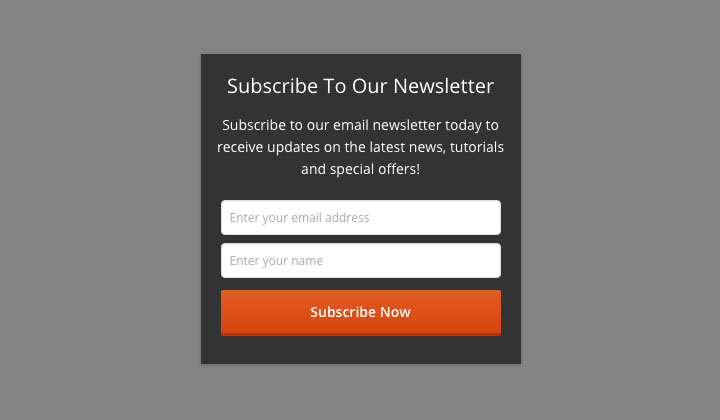 Subscribe To Our Newsletter
Subscribe to our email newsletter today to
receive updates on the latest news, tutorials
and special offers!
Enter your email address
Enter your name
Subscribe Now